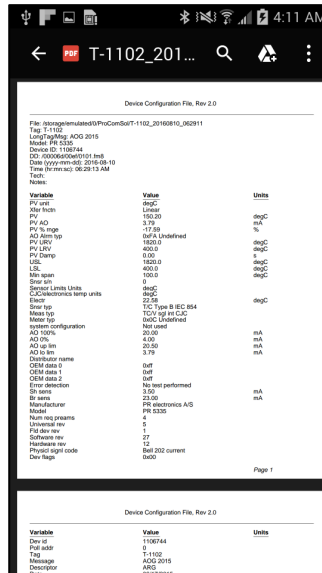 4:11 AM
PDF T-1102_201...
Device Configuration File, Rev 2.0
File: /storage/emulated/0/ProComSol/T-1102_20160810_062911
Tag: T-1102
LongTag/Msg: AOG 2015
Model: PR 5335
Device ID: 1106744
DD: /00006d/00ef/0101.fm8
Date (yyyy-mm-dd): 2016-08-10
Time (hr:mn:sc): 06:29:13 AM
Tech:
Notes:
Variable Value Units
PV unit degC
Xfer fnctn Linear
PV 150.20 degC
PV AO 3.79 mA
PV % rnge -17.59 %
AO Alrm typ 0xFA Undefined
PV URV 1820.0 degC
PV LRV 400.0 degC
PV Damp 0.00 s
USL 1820.0 degC
LSL 400.0 degC
Min span 100.0 degC
Snsr s/n 0
Sensor Limits Units degC
CJC/electronics temp units degC
Electr 22.58 degC
Snsr typ T/C Type B IEC 854
Meas typ TC/V sgl int CJC
Meter typ 0x0C Undefined
system configuration Not used
AO 100% 20.00 mA
AO 0% 4.00 mA
AO up lim 20.50 mA
AO lo lim 3.79 mA
Distributor name
OEM data 0 0xff
OEM data 1 0xff
OEM data 2 0xff
Error detection No test performed
Sh sens 3.50 mA
Br sens 23.00 mA
Manufacturer PR electronics A/S
Model PR 5335
Num req preams 4
Universal rev 5
Fld dev rev 1
Software rev 27
Hardware rev 12
Physicl signl code Bell 202 current
Dev flags 0x00
Page 1
Device Configuration File, Rev 2.0
Variable Value Units
Dev id 1106744
Poll addr 0
Tag T-1102
Message AOG 2015
Descriptor ARG